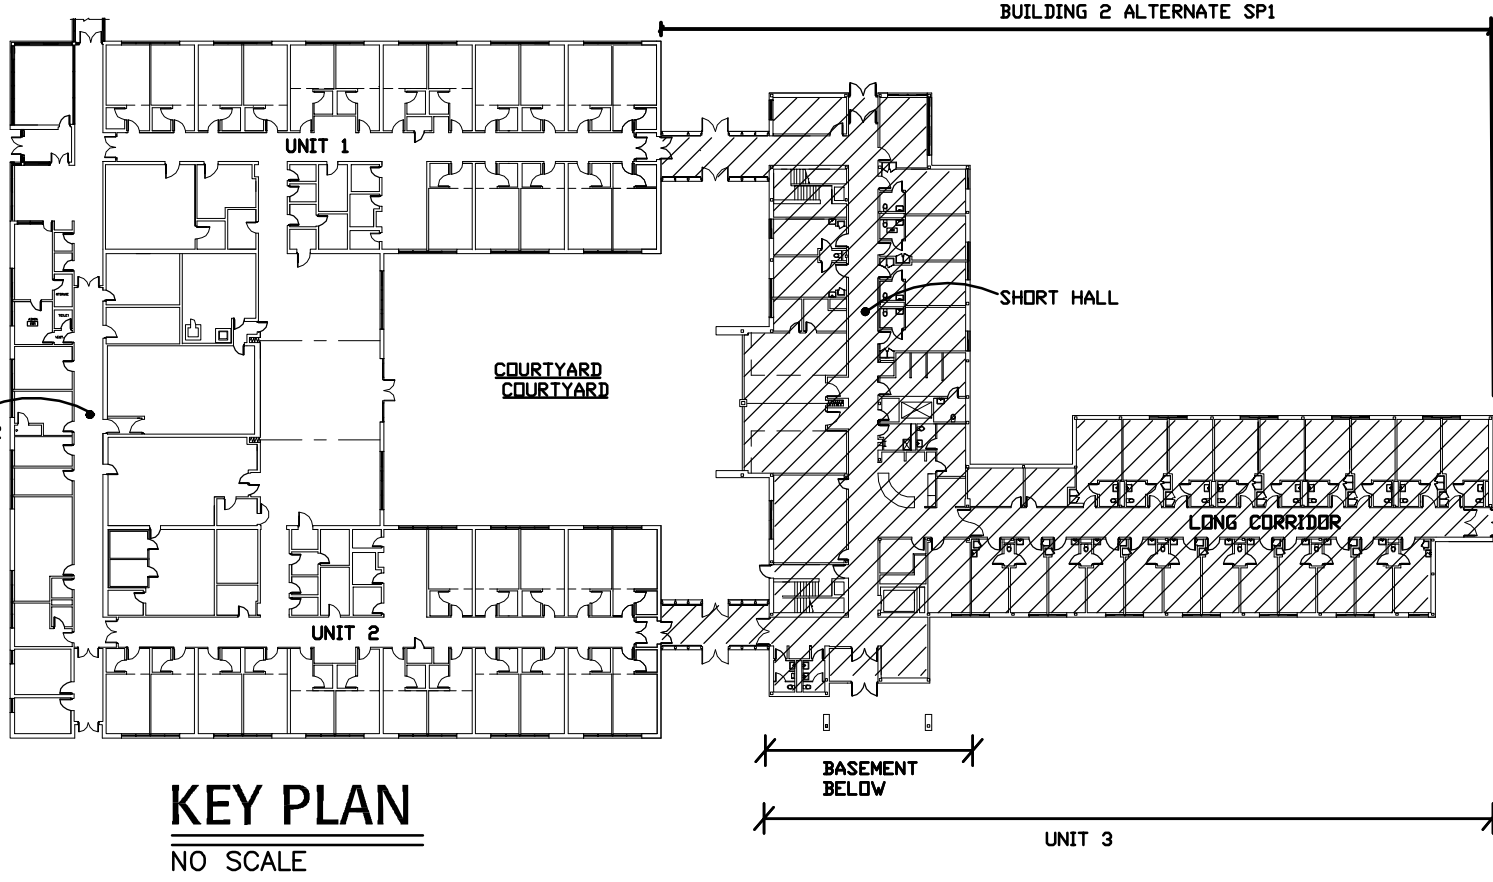 BUILDING 2 ALTERNATE SP1
UNIT 1
SHORT HALL
COURTYARD
COURTYARD
LONG CORRIDOR
UNIT 2
BASEMENT
BELOW
UNIT 3
KEY PLAN
NO SCALE